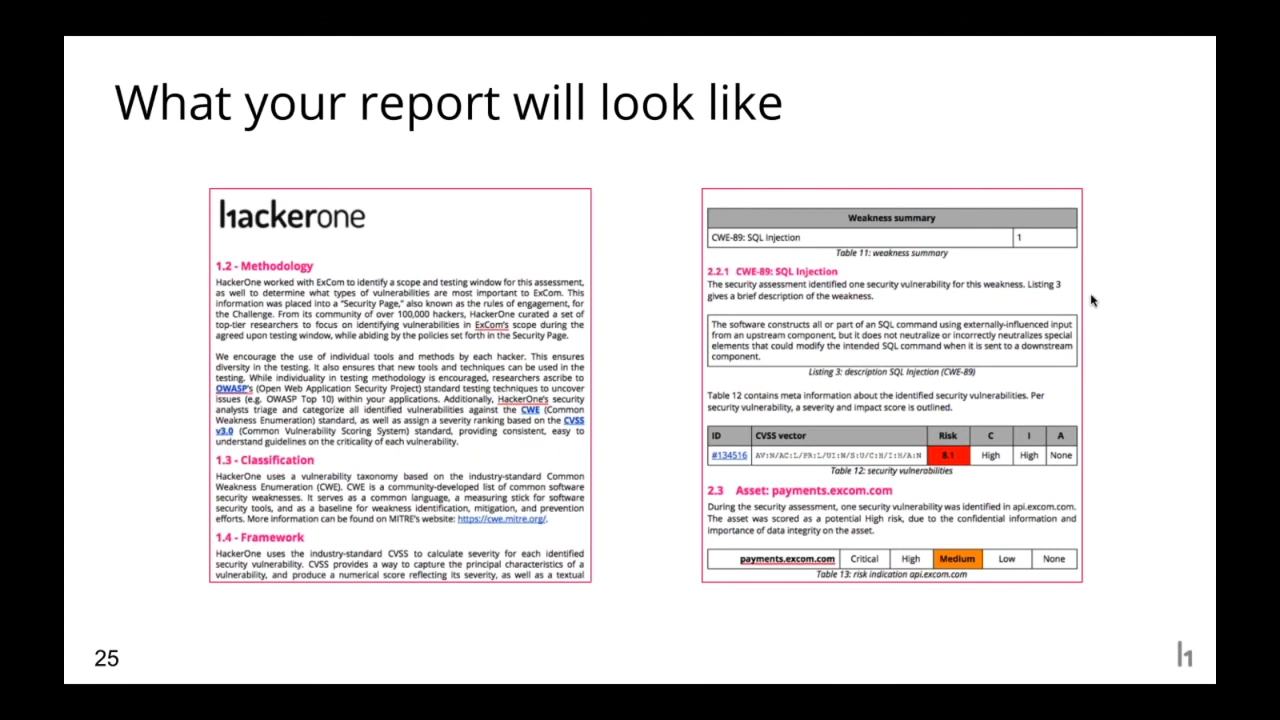 What your report will look like
hackerone
1.2 - Methodology
HackerOne worked with ExCom to identify a scope and testing window for this assessment,
as well to determine what types of vulnerabilities are most important to ExCom. This
information was placed into a “Security Page,” also known as the rules of engagement, for
the Challenge. From its community of over 100,000 hackers, HackerOne curated a set of
top-tier researchers to focus on identifying vulnerabilities in ExCom's scope during the
agreed upon testing window, while abiding by the policies set forth in the Security Page.
We encourage the use of individual tools and methods by each hacker. This ensures
diversity in the testing. It also ensures that new tools and techniques can be used in the
testing. While individuality in testing methodology is encouraged, researchers ascribe to
OWASP's (Open Web Application Security Project) standard testing techniques to uncover
issues (e.g. OWASP Top 10) within your applications. Additionally, HackerOne's security
analysts triage and categorize all identified vulnerabilities against the CWE (Common
Weakness Enumeration) standard, as well as assign a severity ranking based on the CVSS
v3.0 (Common Vulnerability Scoring System) standard, providing consistent, easy to
understand guidelines on the criticality of each vulnerability.
1.3 - Classification
HackerOne uses a vulnerability taxonomy based on the industry-standard Common
Weakness Enumeration (CWE). CWE is a community-developed list of common software
security weaknesses. It serves as a common language, a measuring stick for software
security tools, and as a baseline for weakness identification, mitigation, and prevention
efforts. More information can be found on MITRE's website: https://cwe.mitre.org/.
1.4 - Framework
HackerOne uses the industry-standard CVSS to calculate severity for each identified
security vulnerability. CVSS provides a way to capture the principal characteristics of a
vulnerability, and produce a numerical score reflecting its severity, as well as a textual
Weakness summary
CWE-89: SQL Injection 1
Table 11: weakness summary
2.2.1 CWE-89: SQL Injection
The security assessment identified one security vulnerability for this weakness. Listing 3
gives a brief description of the weakness.
The software constructs all or part of an SQL command using externally-influenced input
from an upstream component, but it does not neutralize or incorrectly neutralizes special
elements that could modify the intended SQL command when it is sent to a downstream
component.
Listing 3: description SQL Injection (CWE-89)
Table 12 contains meta information about the identified security vulnerabilities. Per
security vulnerability, a severity and impact score is outlined.
ID CVSS vector Risk C I A
#134516 AV:N/AC:L/PR:L/UI:N/S:U/C:H/I:H/A:N 8.1 High High None
Table 12: security vulnerabilities
2.3 Asset: payments.excom.com
During the security assessment, one security vulnerability was identified in api.excom.com.
The asset was scored as a potential High risk, due to the confidential information and
importance of data integrity on the asset.
payments.excom.com Critical High Medium Low None
Table 13: risk indication api.excom.com
25
h1